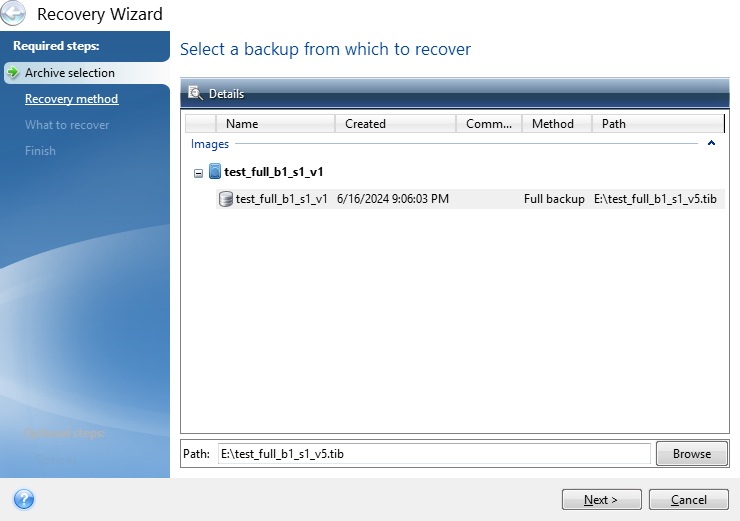 Recovery Wizard
Required steps:
Archive selection
Recovery method
What to recover
Finish
Select a backup from which to recover
Details
Name Created Comm... Method Path
Images
test_full_b1_s1_v1
test_full_b1_s1_v1 6/16/2024 9:06:03 PM Full backup E:\test_full_b1_s1_v5.tib
Path: E:\test_full_b1_s1_v5.tib Browse
Next > Cancel